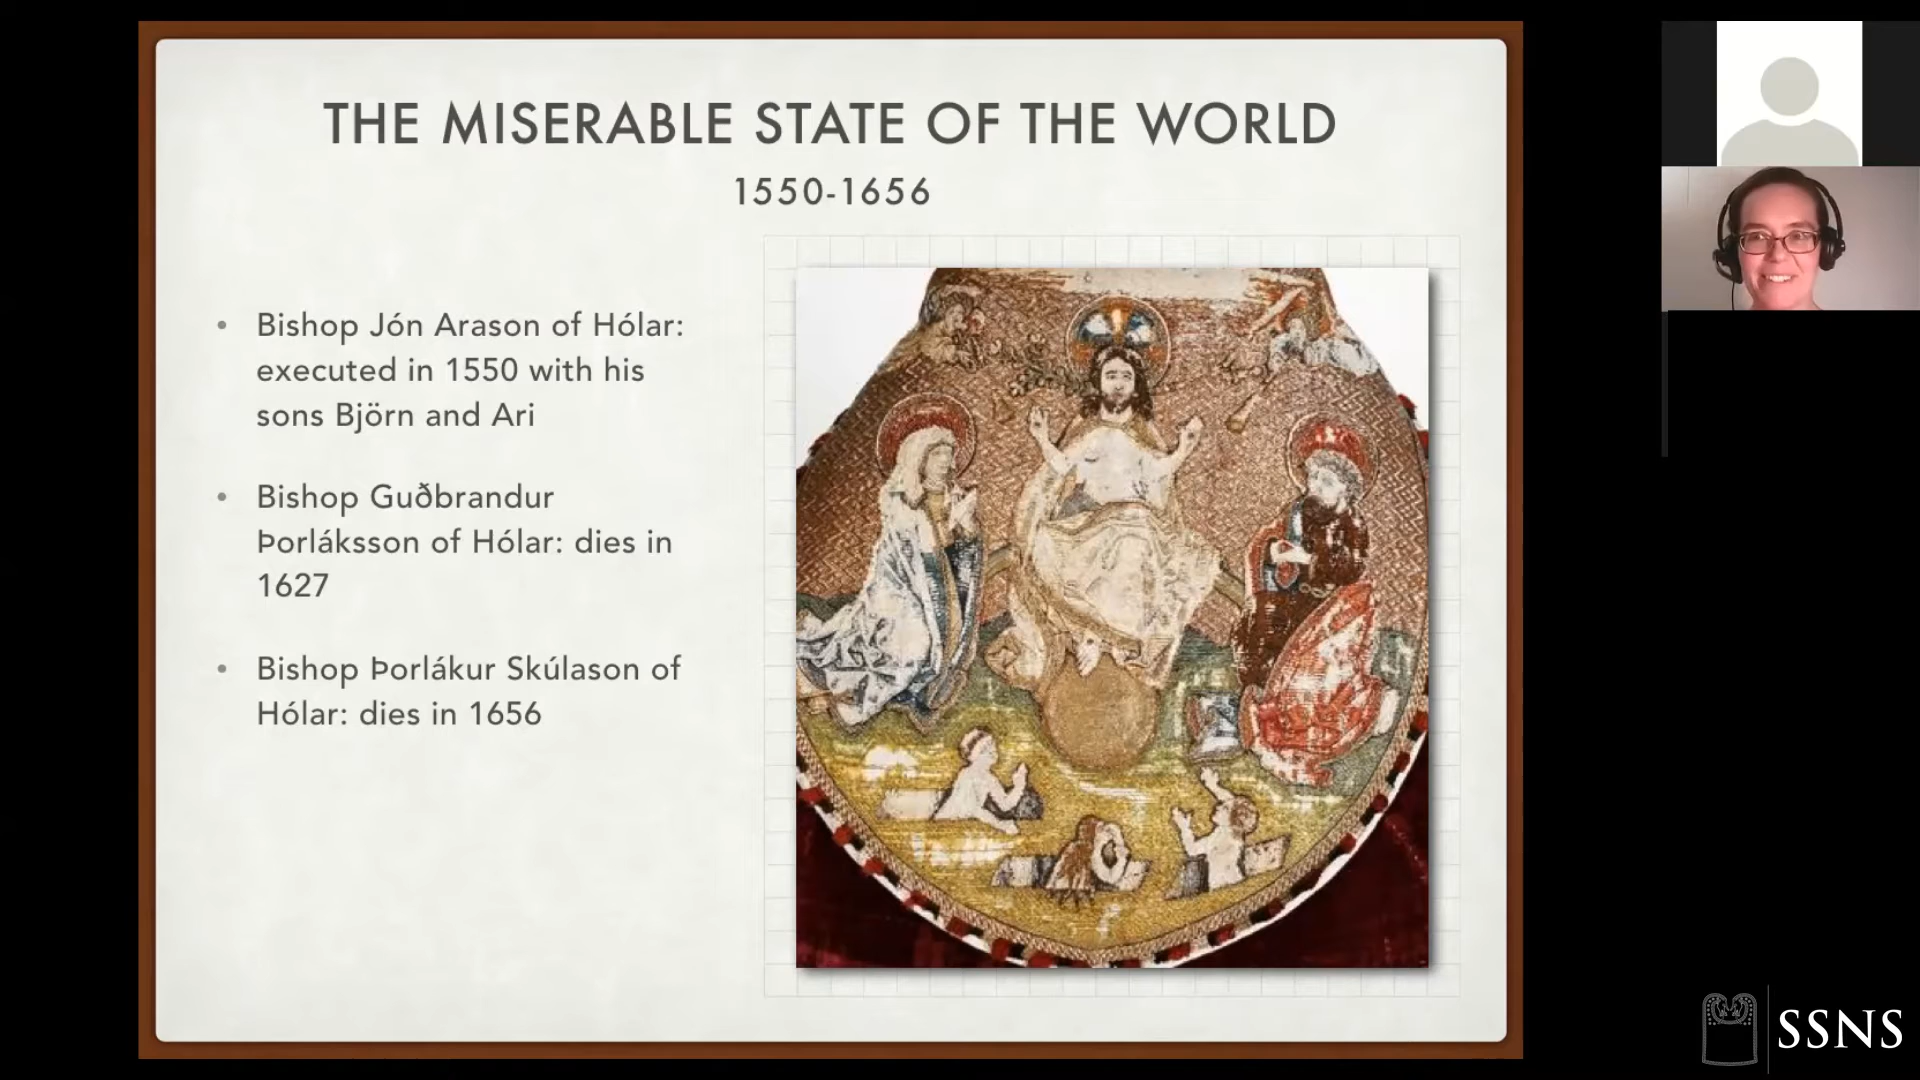 THE MISERABLE STATE OF THE WORLD
1550-1656
• Bishop Jón Arason of Hólar:
executed in 1550 with his
sons Björn and Ari
• Bishop Guðbrandur
Þorláksson of Hólar: dies in
1627
• Bishop Þorlákur Skúlason of
Hólar: dies in 1656
SSNS